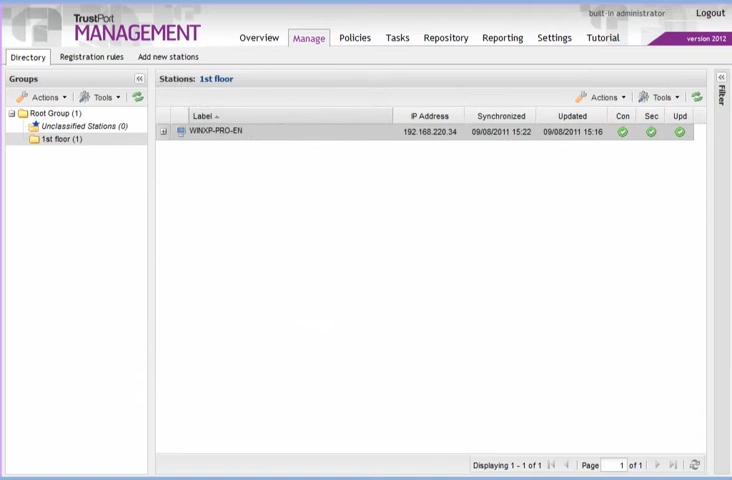 built-in administrator Logout
TrustPort
MANAGEMENT
Overview Manage Policies Tasks Repository Reporting Settings Tutorial version 2012
Directory Registration rules Add new stations
Groups
Stations: 1st floor
Filter
Actions Tools
Actions Tools
Root Group (1)
Unclassified Stations (0)
1st floor (1)
Label IP Address Synchronized Updated Con Sec Upd
WINXP-PRO-EN 192.168.220.34 09/08/2011 15:22 09/08/2011 15:16
Displaying 1 - 1 of 1 Page 1 of 1